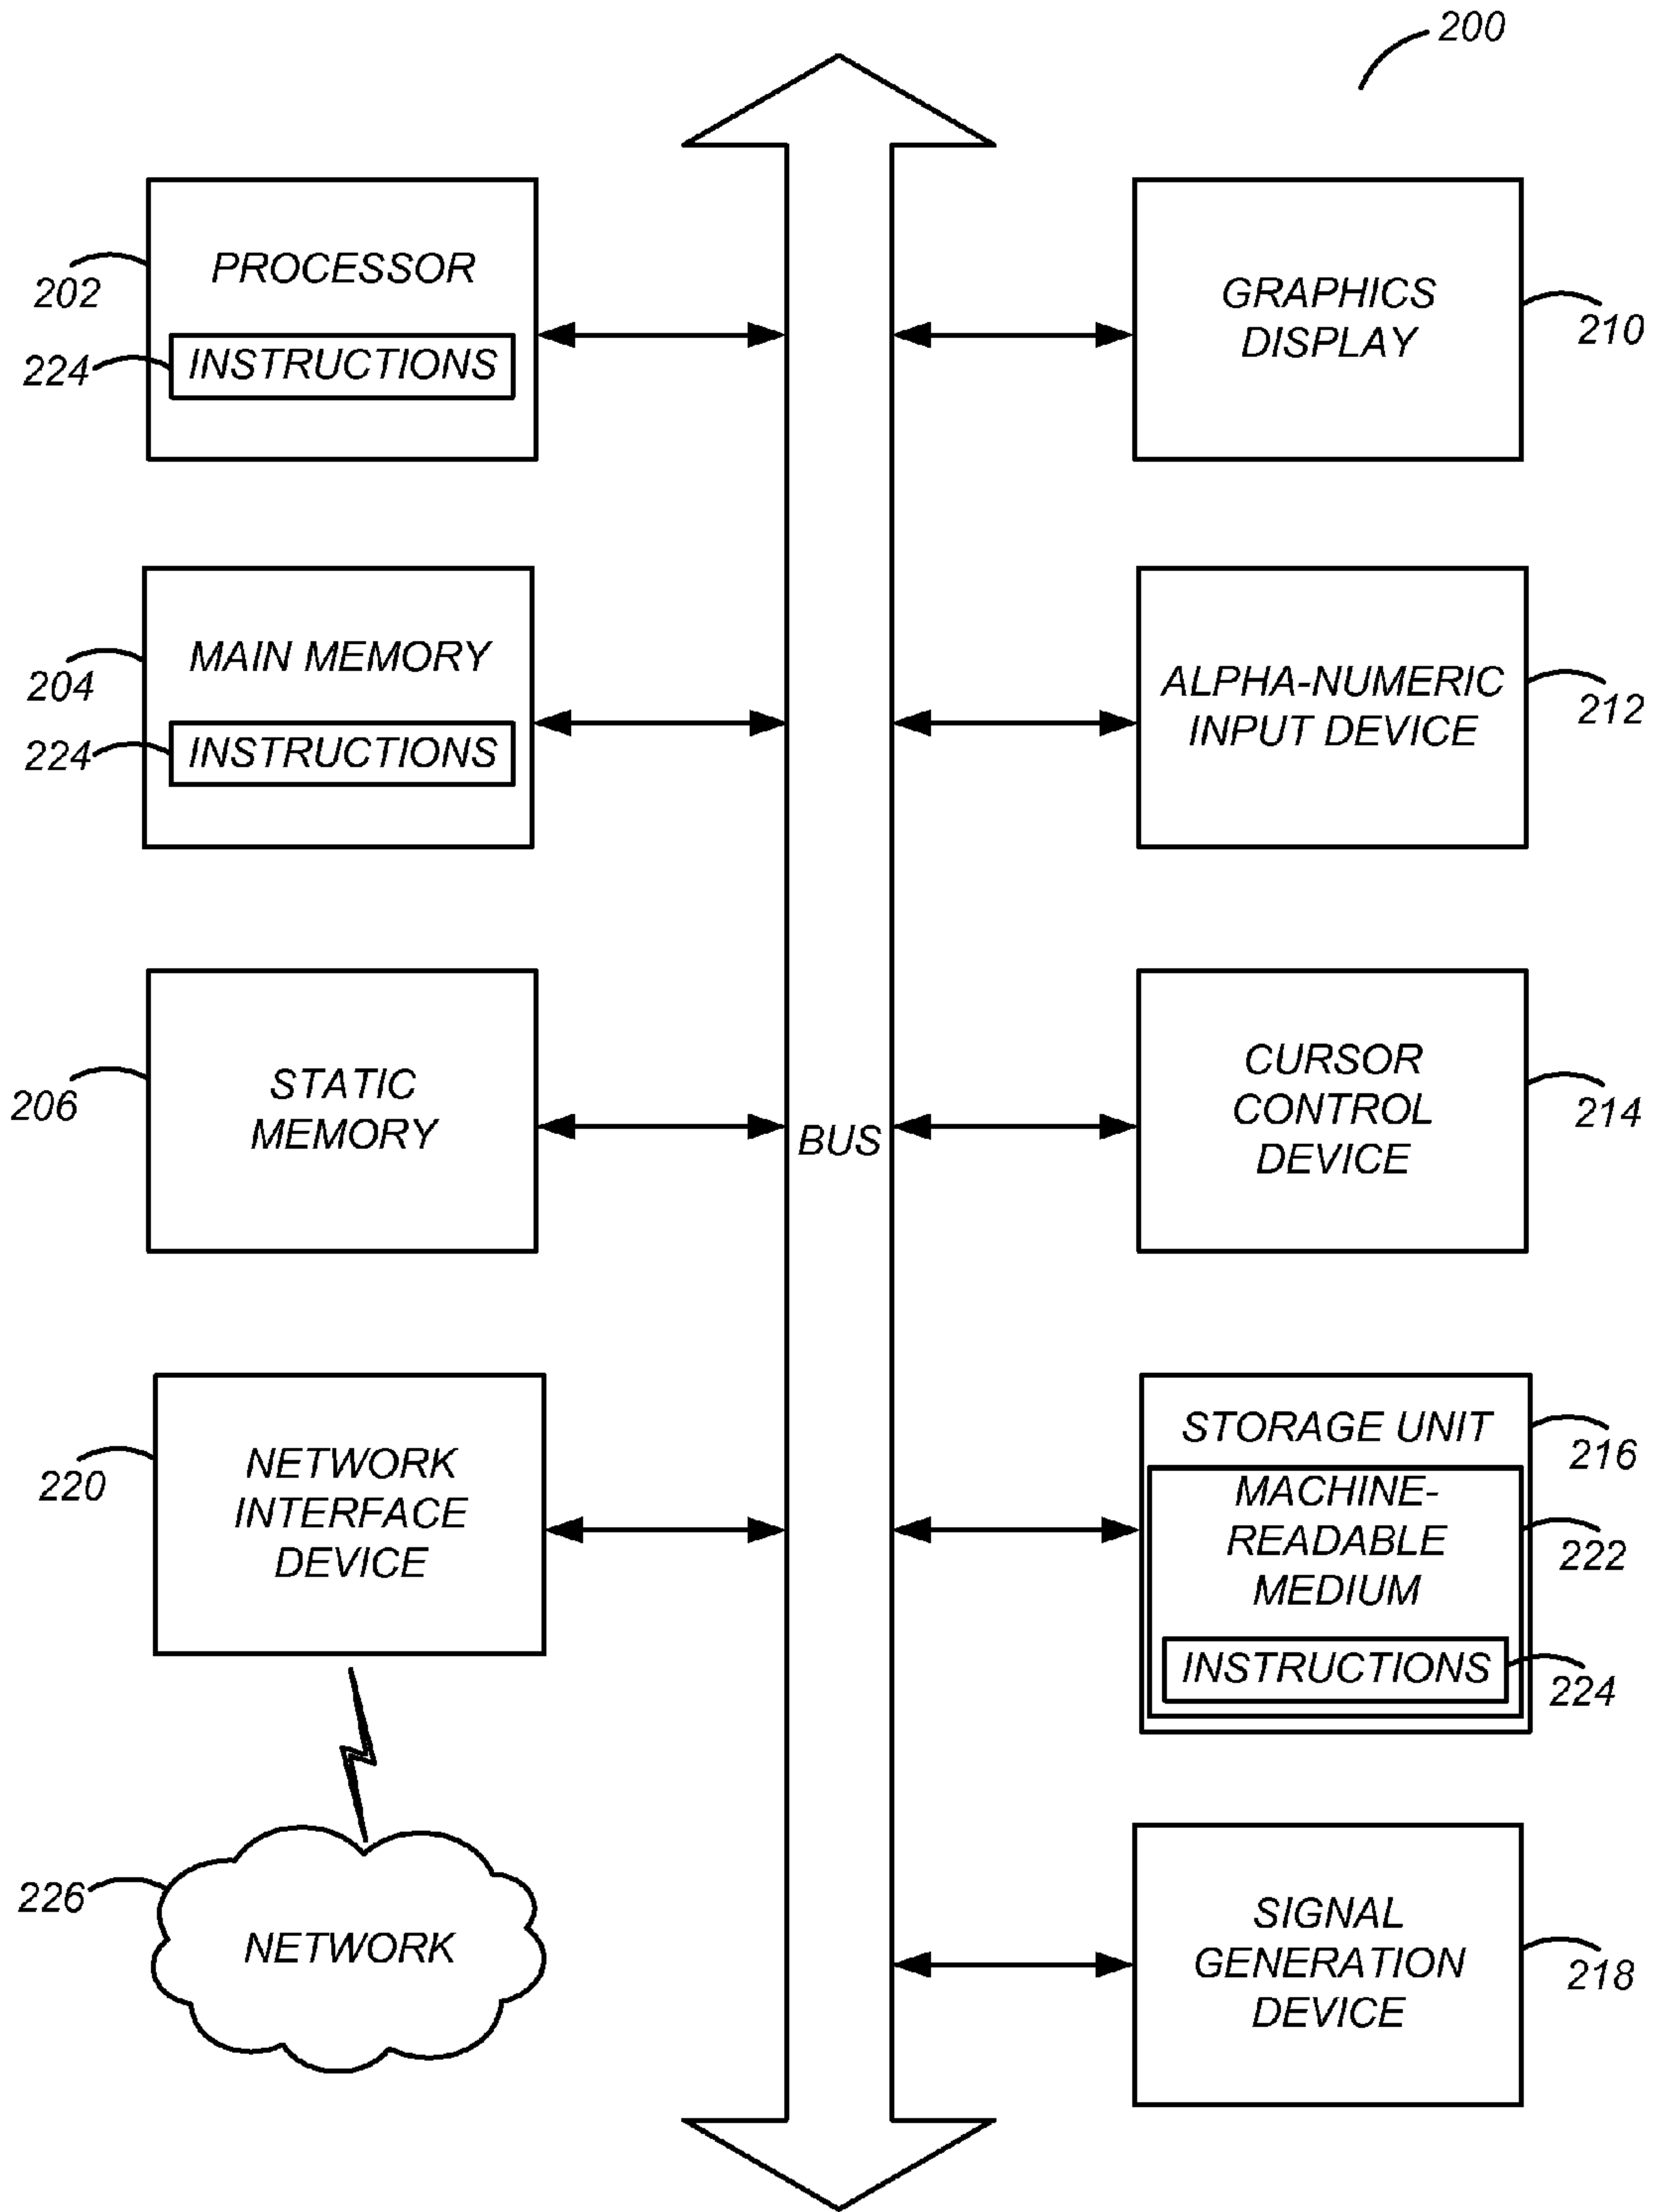 200
PROCESSOR
202
224
INSTRUCTIONS
MAIN MEMORY
204
224
INSTRUCTIONS
STATIC
MEMORY
206
NETWORK
INTERFACE
DEVICE
220
226
NETWORK
BUS
GRAPHICS
DISPLAY
210
ALPHA-NUMERIC
INPUT DEVICE
212
CURSOR
CONTROL
DEVICE
214
STORAGE UNIT
216
MACHINE-
READABLE
MEDIUM
222
INSTRUCTIONS
224
SIGNAL
GENERATION
DEVICE
218